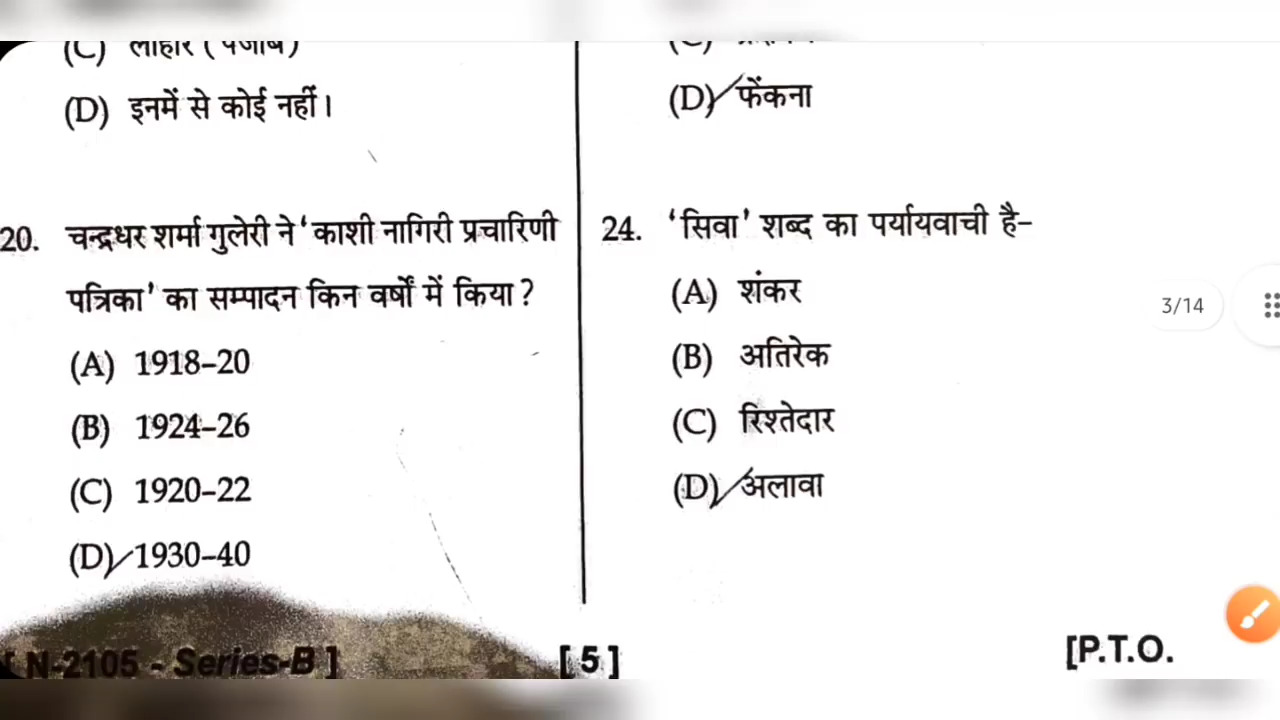 (C) लाहौर (पंजाब)
(D) इनमें से कोई नहीं।
20. चन्द्रधर शर्मा गुलेरी ने ‘काशी नागिरी प्रचारिणी
पत्रिका’ का सम्पादन किन वर्षों में किया?
(A) 1918–20
(B) 1924–26
(C) 1920–22
(D) 1930–40
[ N-2105 - Series-B ]
(C)
(D) फेंकना
24. ‘सिवा’ शब्द का पर्यायवाची है–
(A) शंकर
(B) अतिरेक
(C) रिश्तेदार
(D) अलावा
[ 5 ]
[P.T.O.
3/14